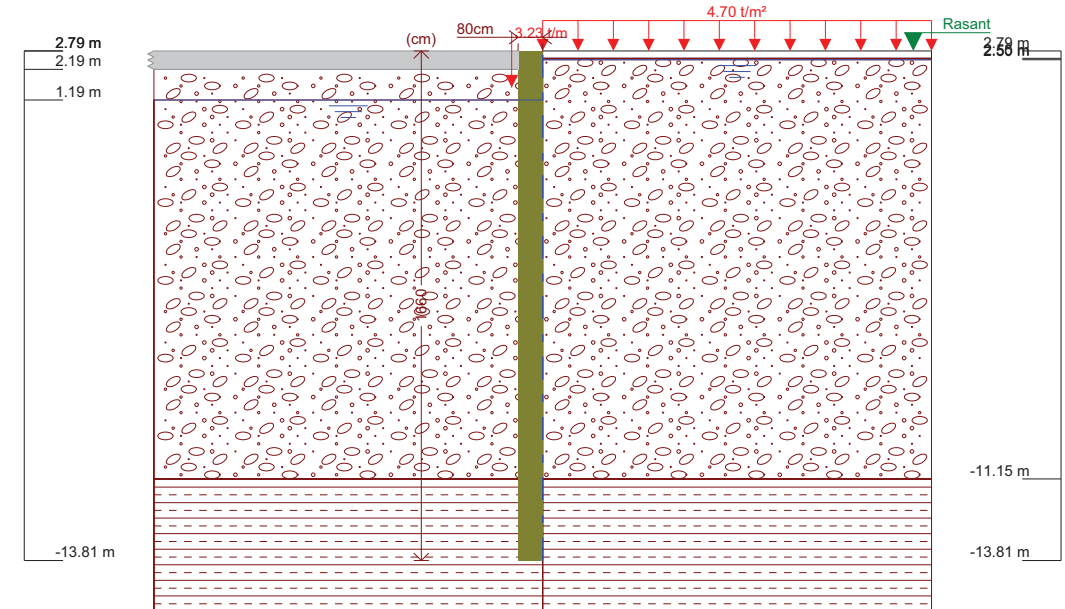 4.70 t/m²
Rasant
80cm
3.23 t/m
(cm)
2.79 m
2.79 m
2.50 m
2.19 m
1.19 m
1660
-11.15 m
-13.81 m
-13.81 m